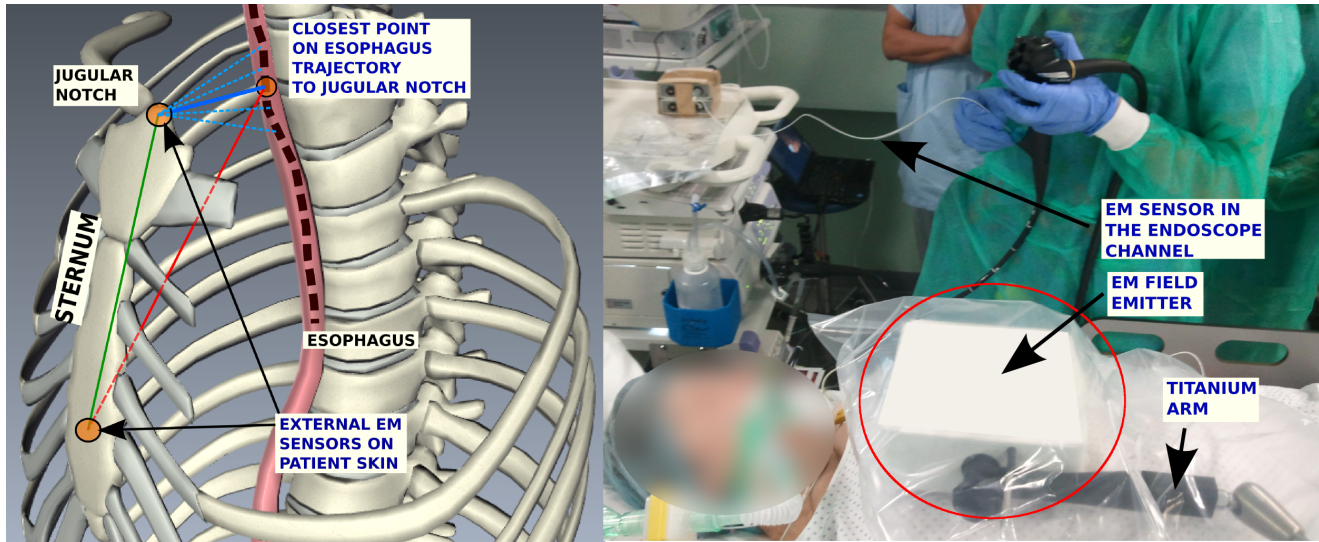 CLOSEST POINT
ON ESOPHAGUS
TRAJECTORY
TO JUGULAR NOTCH
JUGULAR
NOTCH
STERNUM
ESOPHAGUS
EXTERNAL EM
SENSORS ON
PATIENT SKIN
EM SENSOR IN
THE ENDOSCOPE
CHANNEL
EM FIELD
EMITTER
TITANIUM
ARM